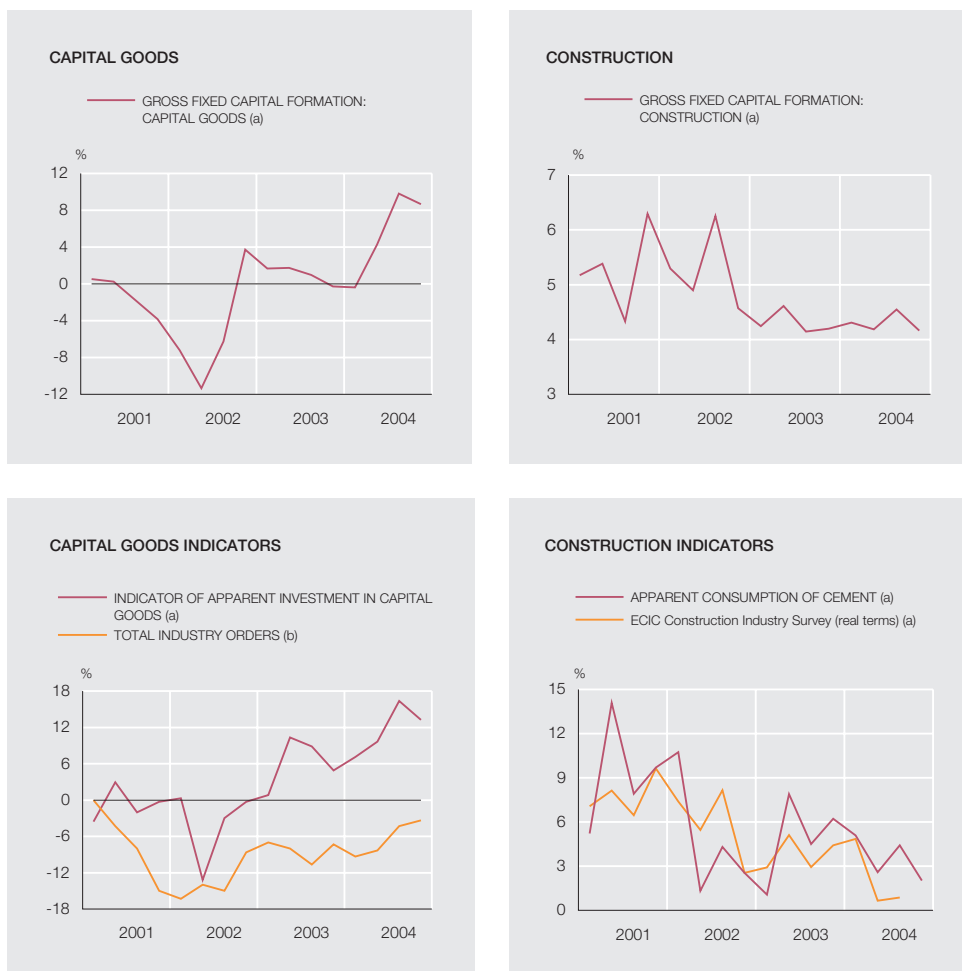 CAPITAL GOODS
GROSS FIXED CAPITAL FORMATION:
CAPITAL GOODS (a)
%
12
8
4
0
-4
-8
-12
2001 2002 2003 2004
CONSTRUCTION
GROSS FIXED CAPITAL FORMATION:
CONSTRUCTION (a)
%
7
6
5
4
3
2001 2002 2003 2004
CAPITAL GOODS INDICATORS
INDICATOR OF APPARENT INVESTMENT IN CAPITAL
GOODS (a)
TOTAL INDUSTRY ORDERS (b)
%
18
12
6
0
-6
-12
-18
2001 2002 2003 2004
CONSTRUCTION INDICATORS
APPARENT CONSUMPTION OF CEMENT (a)
ECIC Construction Industry Survey (real terms) (a)
%
15
12
9
6
3
0
2001 2002 2003 2004